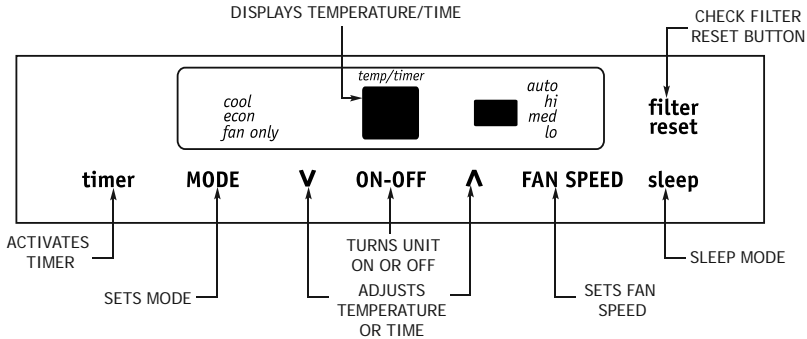 DISPLAYS TEMPERATURE/TIME
CHECK FILTER
RESET BUTTON
temp/timer
cool
econ
fan only
auto
hi
med
lo
filter
reset
timer
MODE
V
ON-OFF
Λ
FAN SPEED
sleep
ACTIVATES
TIMER
SETS MODE
TURNS UNIT
ON OR OFF
ADJUSTS
TEMPERATURE
OR TIME
SETS FAN
SPEED
SLEEP MODE